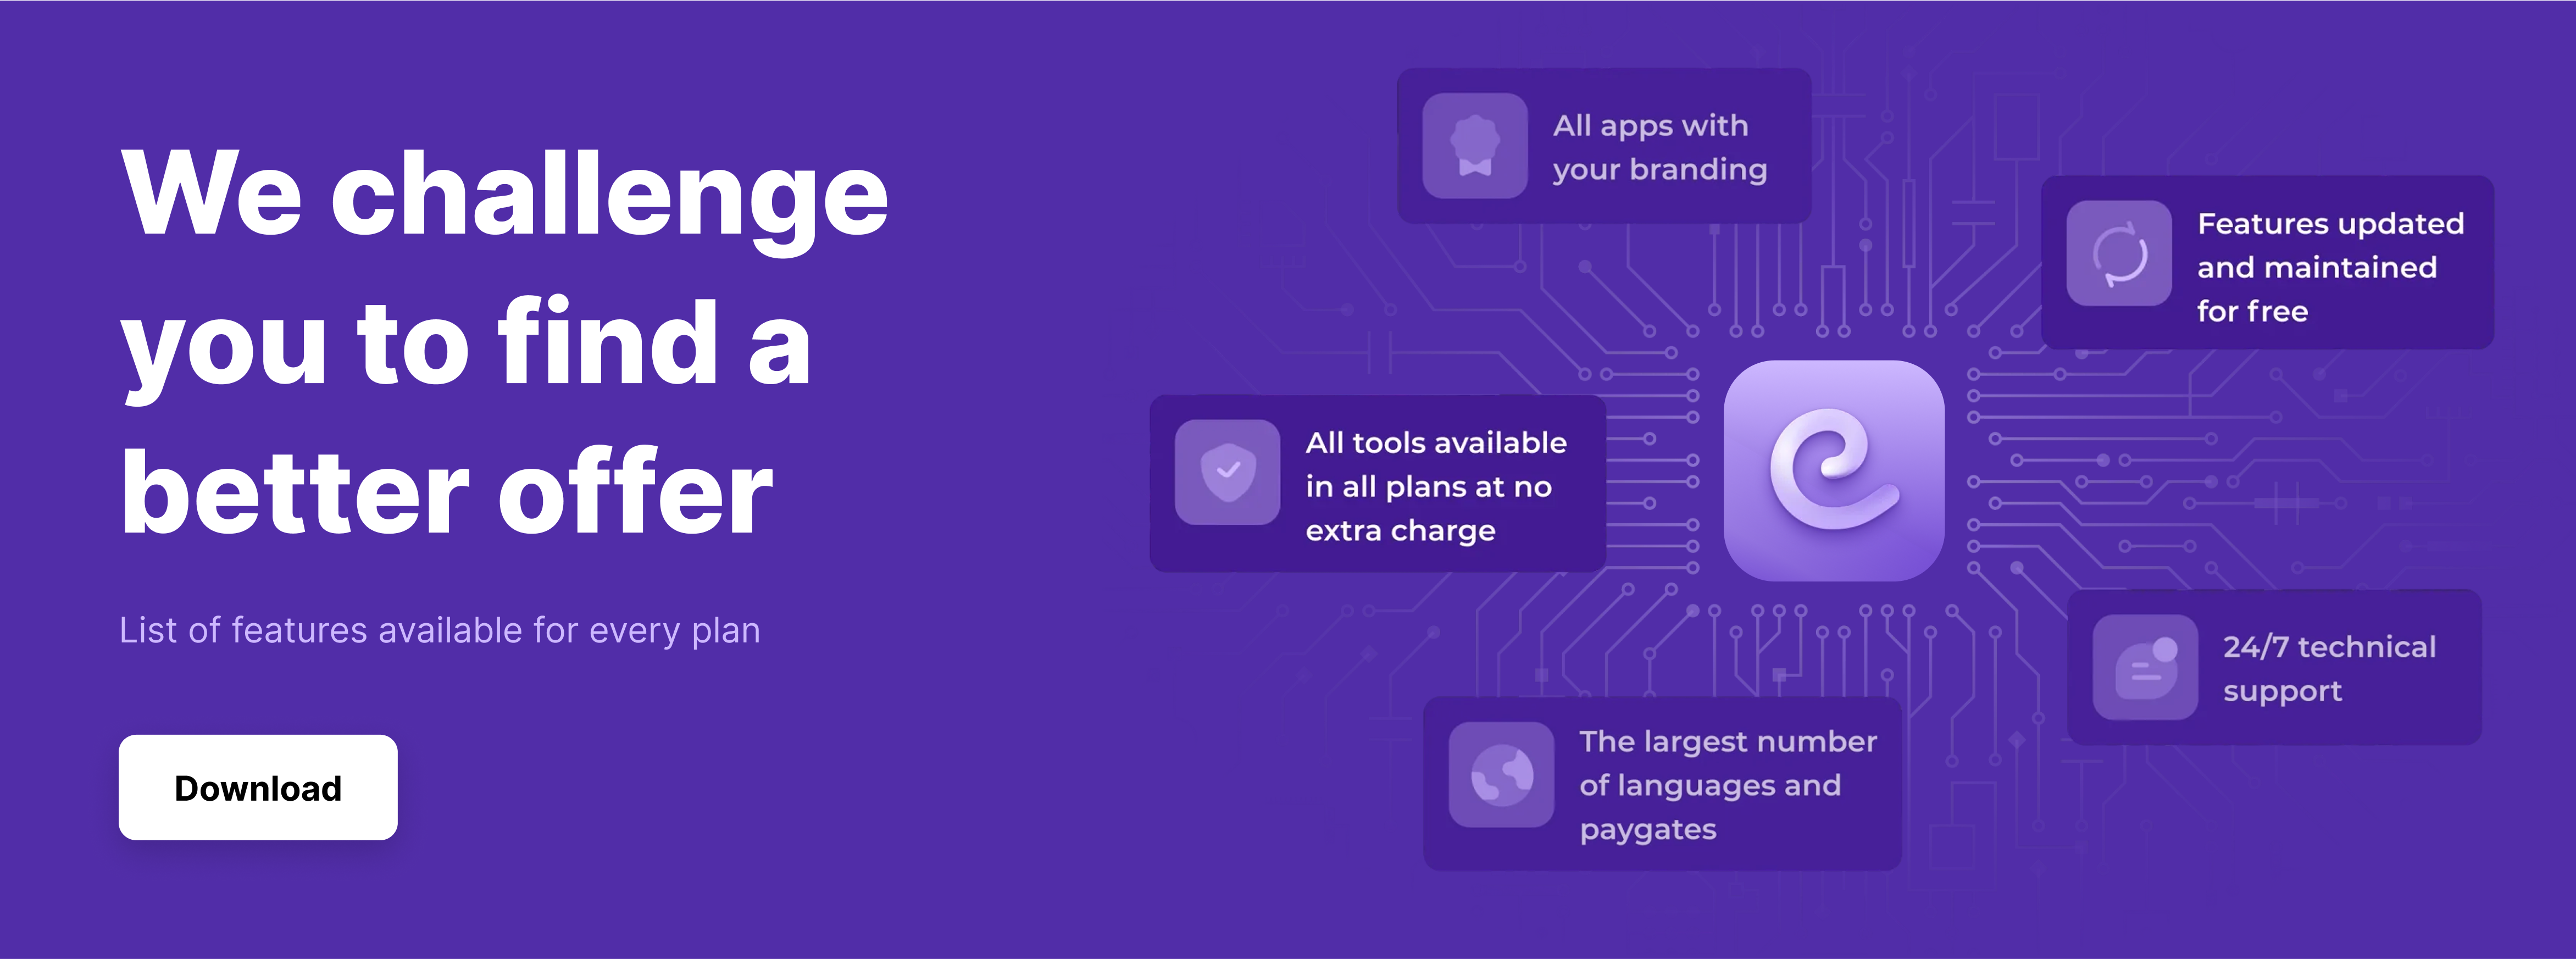 We challenge
you to find a
better offer
List of features available for every plan
Download
All apps with
your branding
Features updated
and maintained
for free
All tools available
in all plans at no
extra charge
24/7 technical
support
The largest number
of languages and
paygates